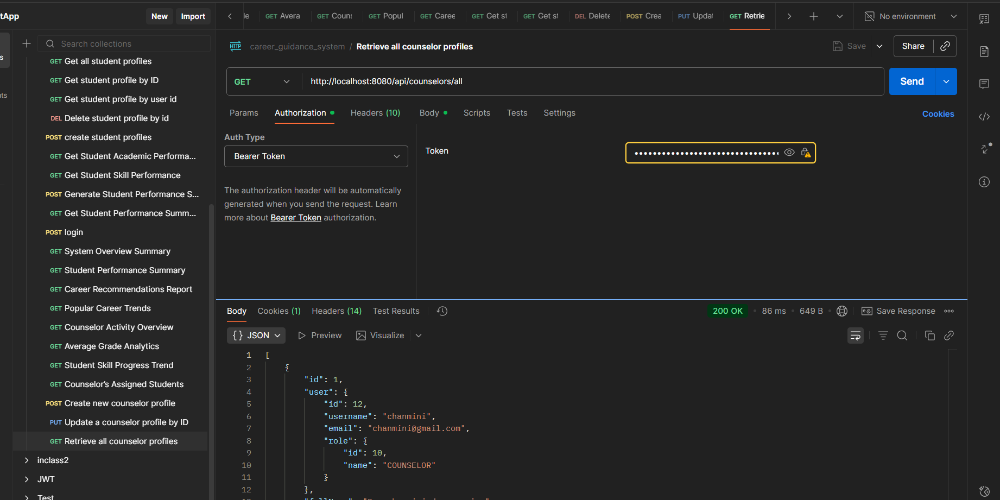 tApp
New
Import
le
GET Avera
GET Couns
GET Popul
GET Caree
GET Get st
GET Get st
DEL Delete
POST Crea
PUT Updat
GET Retrie
No environment
Search collections
s
nts
GET Get all student profiles
GET Get student profile by ID
GET Get student profile by user id
DEL Delete student profile by id
POST create student profiles
GET Get Student Academic Performa...
GET Get Student Skill Performance
POST Generate Student Performance S...
GET Get Student Performance Summ...
POST login
GET System Overview Summary
GET Student Performance Summary
GET Career Recommendations Report
GET Popular Career Trends
GET Counselor Activity Overview
GET Average Grade Analytics
GET Student Skill Progress Trend
GET Counselor’s Assigned Students
POST Create new counselor profile
PUT Update a counselor profile by ID
GET Retrieve all counselor profiles
inclass2
JWT
Test
HTTP career_guidance_system / Retrieve all counselor profiles
Save
Share
GET
http://localhost:8080/api/counselors/all
Send
Params
Authorization
Headers (10)
Body
Scripts
Tests
Settings
Cookies
Auth Type
Bearer Token
The authorization header will be automatically
generated when you send the request. Learn
more about Bearer Token authorization.
Token
Body
Cookies (1)
Headers (14)
Test Results
200 OK • 86 ms • 649 B •
e.g. Save Response
{} JSON
Preview
Visualize
1 [
2 {
3 "id": 1,
4 "user": {
5 "id": 12,
6 "username": "chanmini",
7 "email": "chanmini@gmail.com",
8 "role": {
9 "id": 10,
10 "name": "COUNSELOR"
11 }
12 },